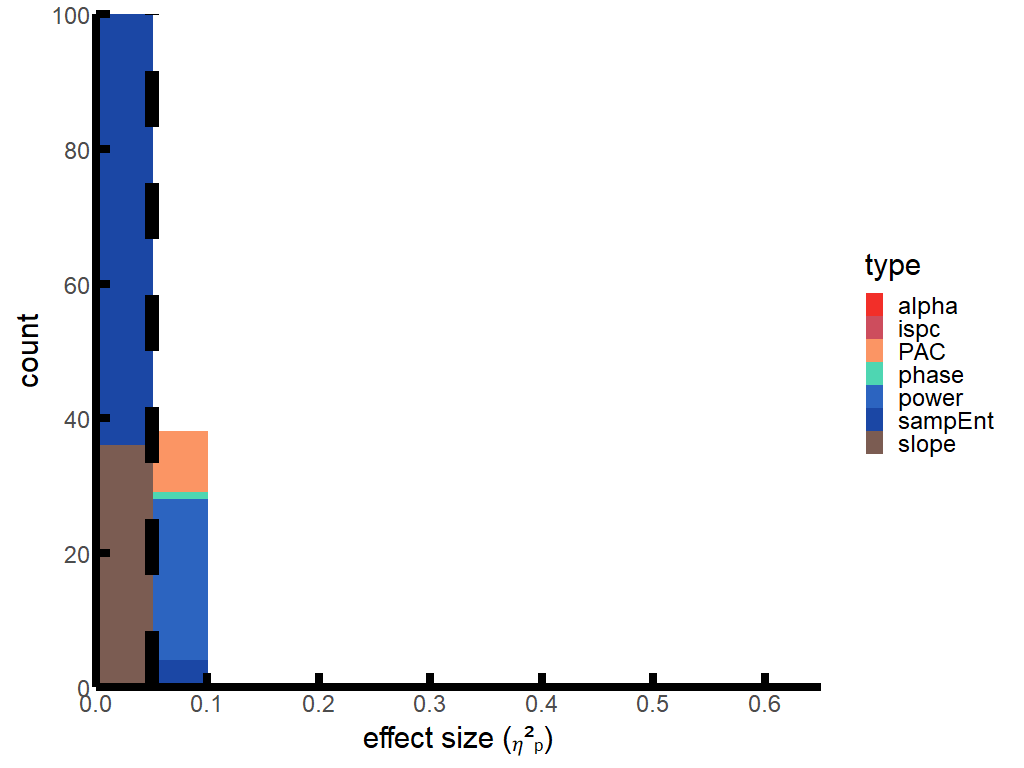 100
80
60
40
20
0
count
0.0 0.1 0.2 0.3 0.4 0.5 0.6
effect size (η²ₚ)
type
alpha
ispc
PAC
phase
power
sampEnt
slope